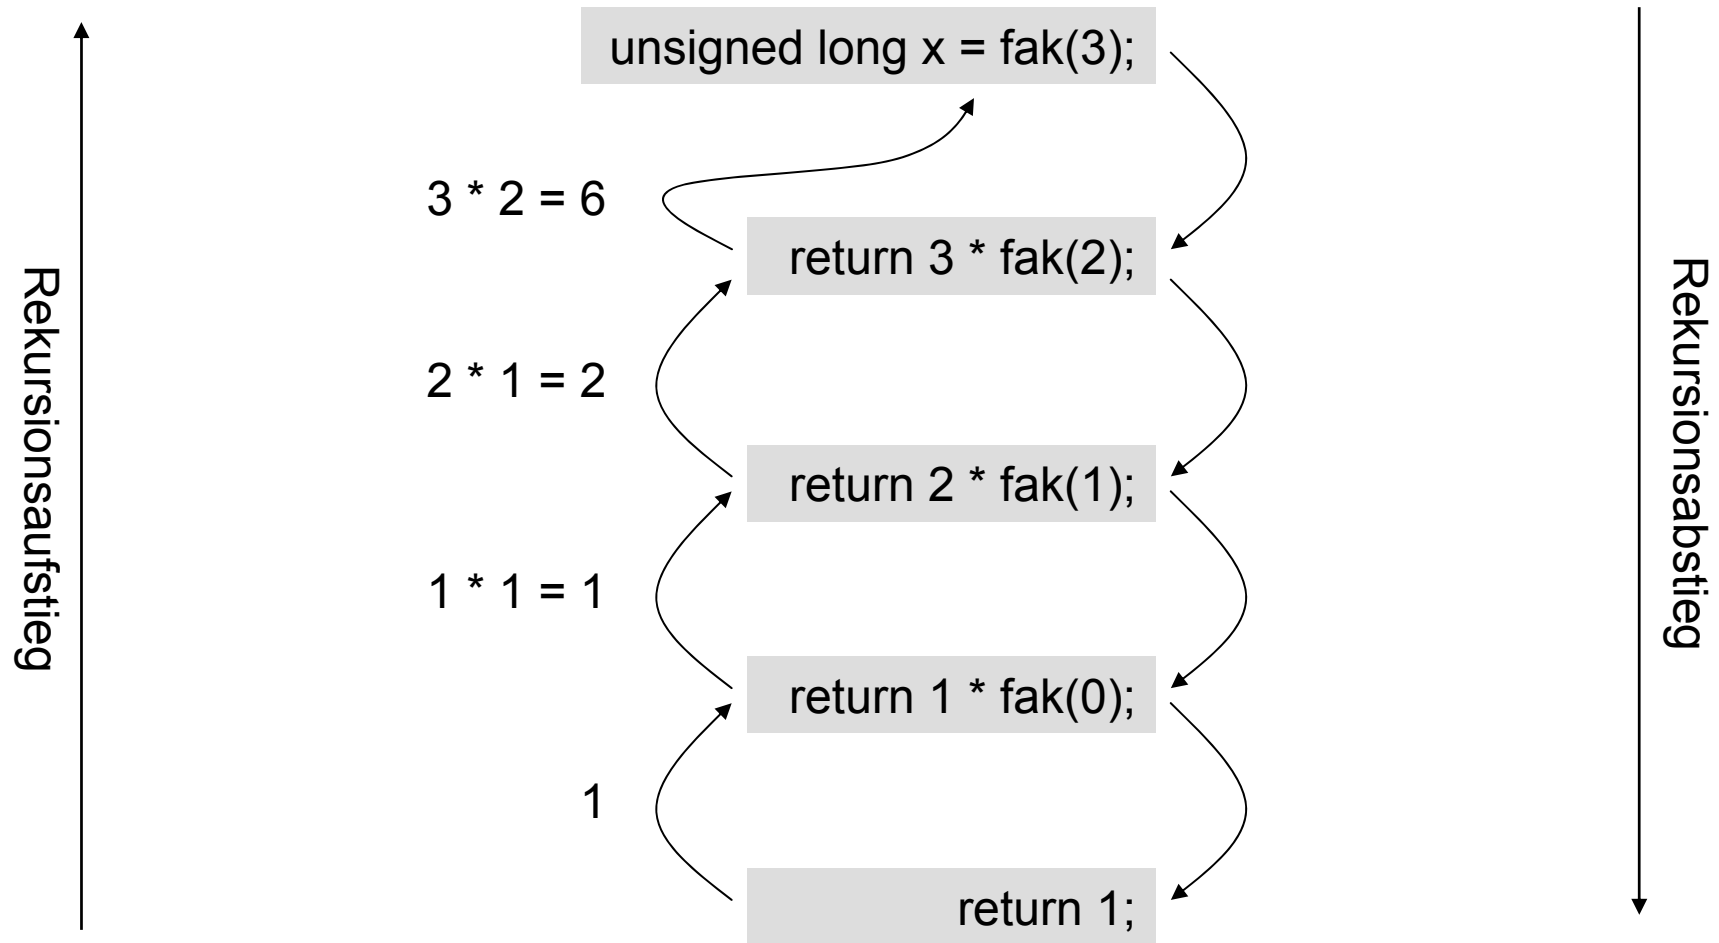 unsigned long x = fak(3);
3 * 2 = 6
return 3 * fak(2);
2 * 1 = 2
return 2 * fak(1);
1 * 1 = 1
return 1 * fak(0);
1
return 1;
Rekursionsaufstieg
Rekursionsabstieg